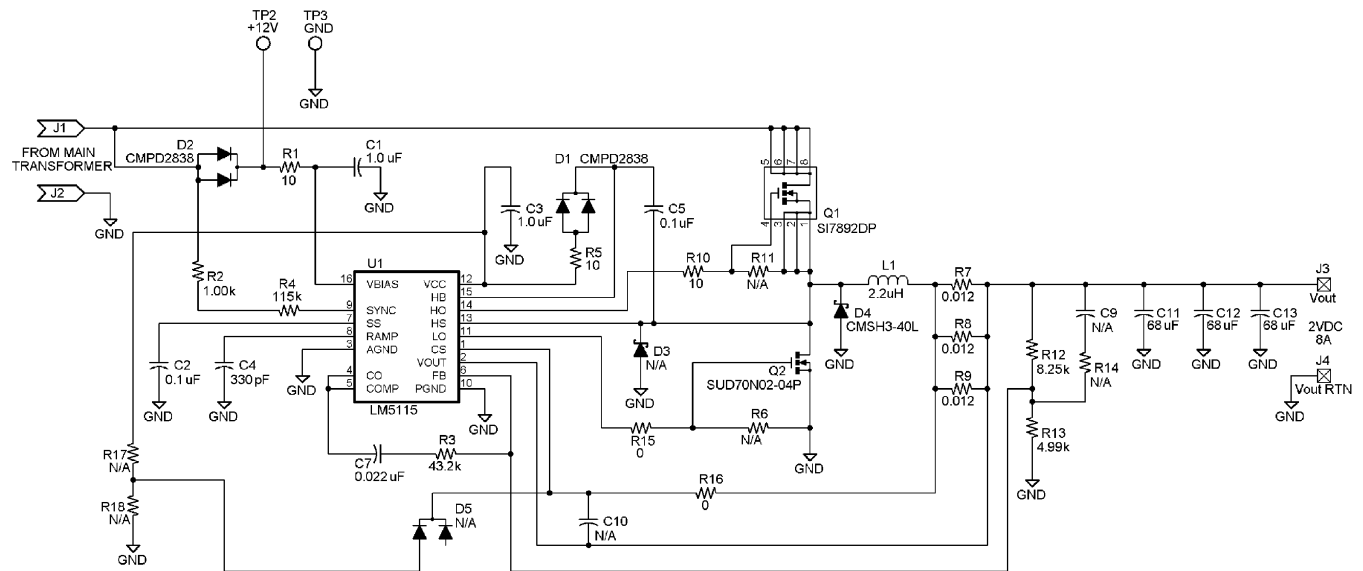 TP2
+12V
TP3
GND
GND
J1
FROM MAIN
TRANSFORMER
J2
GND
D2
CMPD2838
R1
10
C1
1.0 uF
GND
D1 CMPD2838
C3
1.0 uF
GND
R5
10
C5
0.1uF
5 6 7 8
4 3 2 1
Q1
SI7892DP
R2
1.00k
R4
115k
U1
16 VBIAS VCC 12
HB 15
9 SYNC HO 14
7 SS HS 13
8 RAMP LO 11
3 AGND CS 1
VOUT 2
4 CO FB 6
5 COMP PGND 10
LM5115
GND
GND
C2
0.1uF
GND
C4
330 pF
GND
R10
10
R11
N/A
L1
2.2uH
R7
0.012
R8
0.012
R9
0.012
D4
CMSH3-40L
GND
D3
N/A
GND
Q2
SUD70N02-04P
R15
0
R6
N/A
GND
C9
N/A
R14
N/A
R12
8.25k
R13
4.99k
GND
C11
68 uF
GND
C12
68 uF
GND
C13
68 uF
GND
J3
Vout
2VDC
8A
J4
Vout RTN
GND
C7
0.022 uF
R3
43.2k
R17
N/A
R18
N/A
GND
D5
N/A
C10
N/A
R16
0